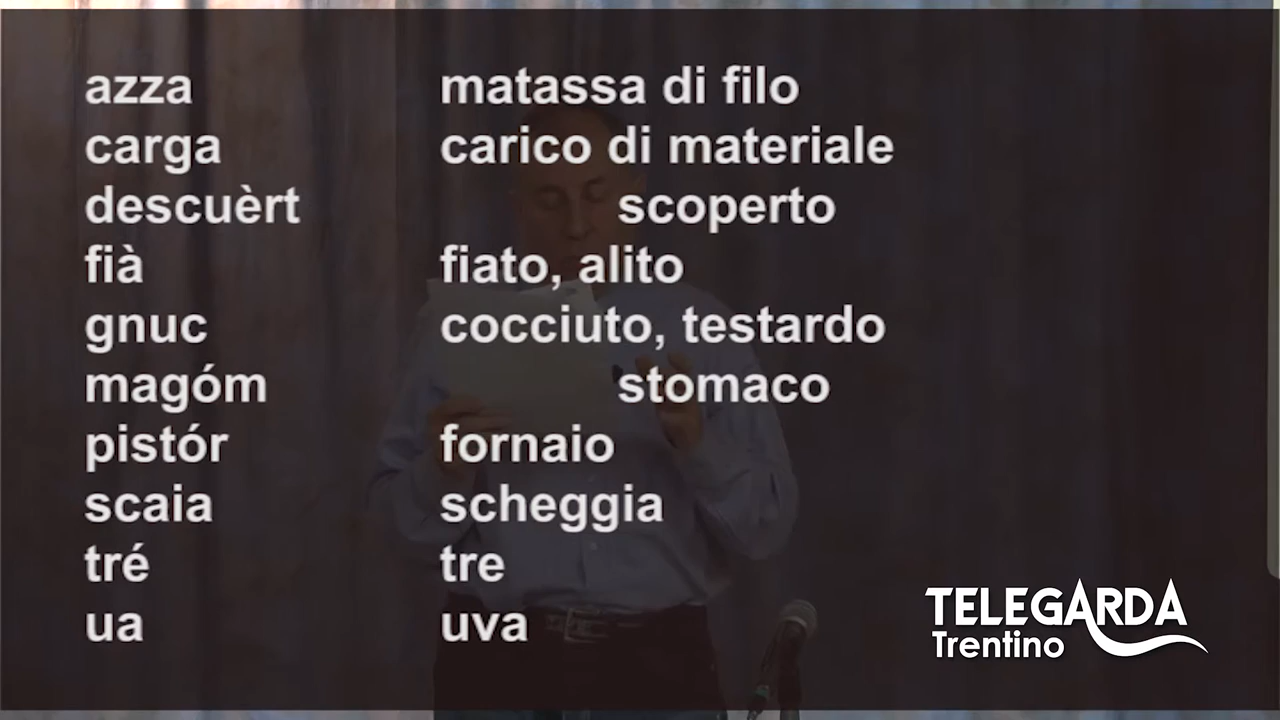 azza matassa di filo
carga carico di materiale
descuèrt scoperto
fià fiato, alito
gnuc cocciuto, testardo
magóm stomaco
pistór fornaio
scaia scheggia
tré tre
ua uva
TELEGARDA
Trentino